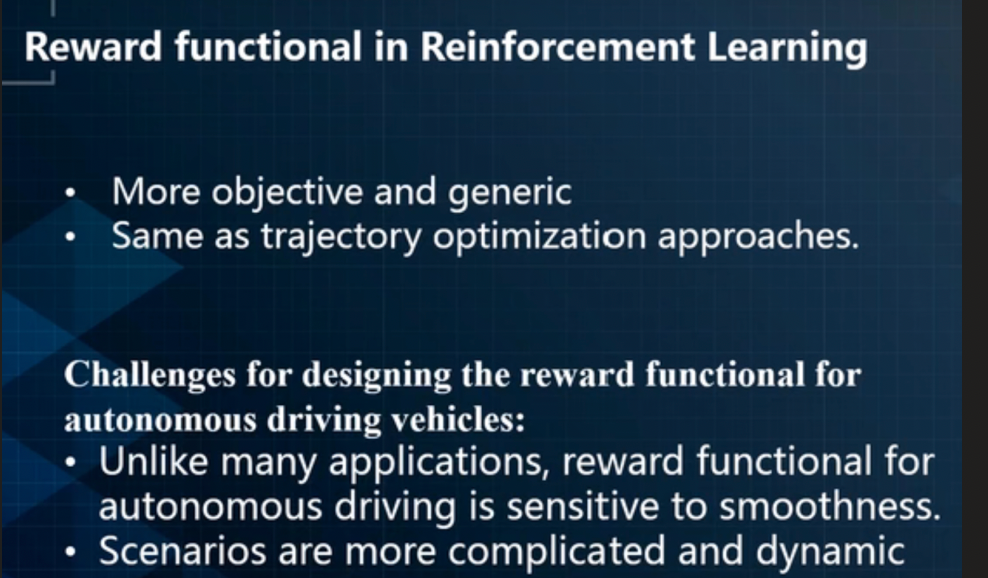 Reward functional in Reinforcement Learning
• More objective and generic
• Same as trajectory optimization approaches.
Challenges for designing the reward functional for
autonomous driving vehicles:
• Unlike many applications, reward functional for
autonomous driving is sensitive to smoothness.
• Scenarios are more complicated and dynamic